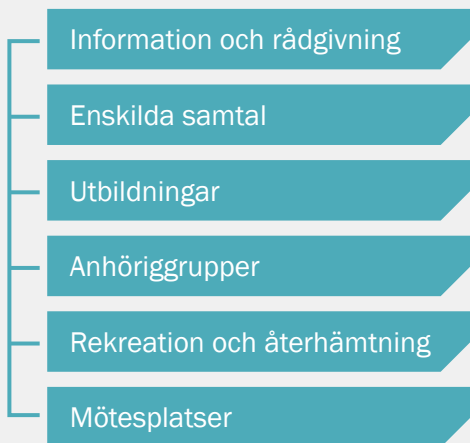 Information och rådgivning
Enskilda samtal
Utbildningar
Anhöriggrupper
Rekreation och återhämtning
Mötesplatser